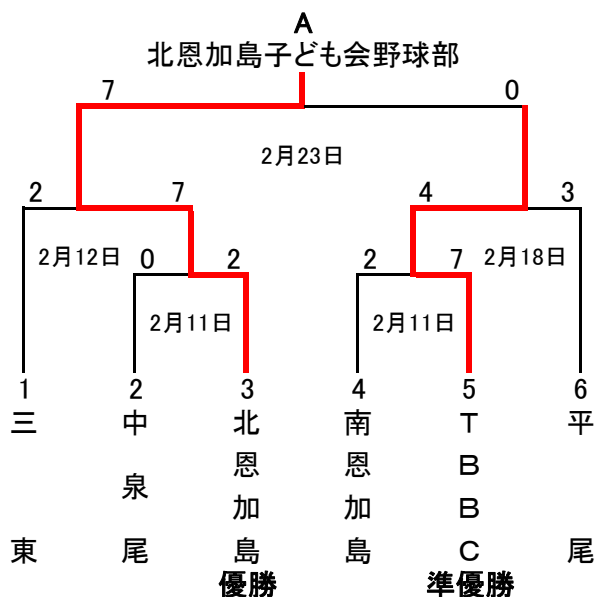 A
北恩加島子ども会野球部
7 0
2月23日
2 7 4 3
2月12日 0 2 2 7 2月18日
2月11日 2月11日
1 2 3 4 5 6
三東
中泉尾
北恩加島
南恩加島
TBBC
平尾
優勝 準優勝